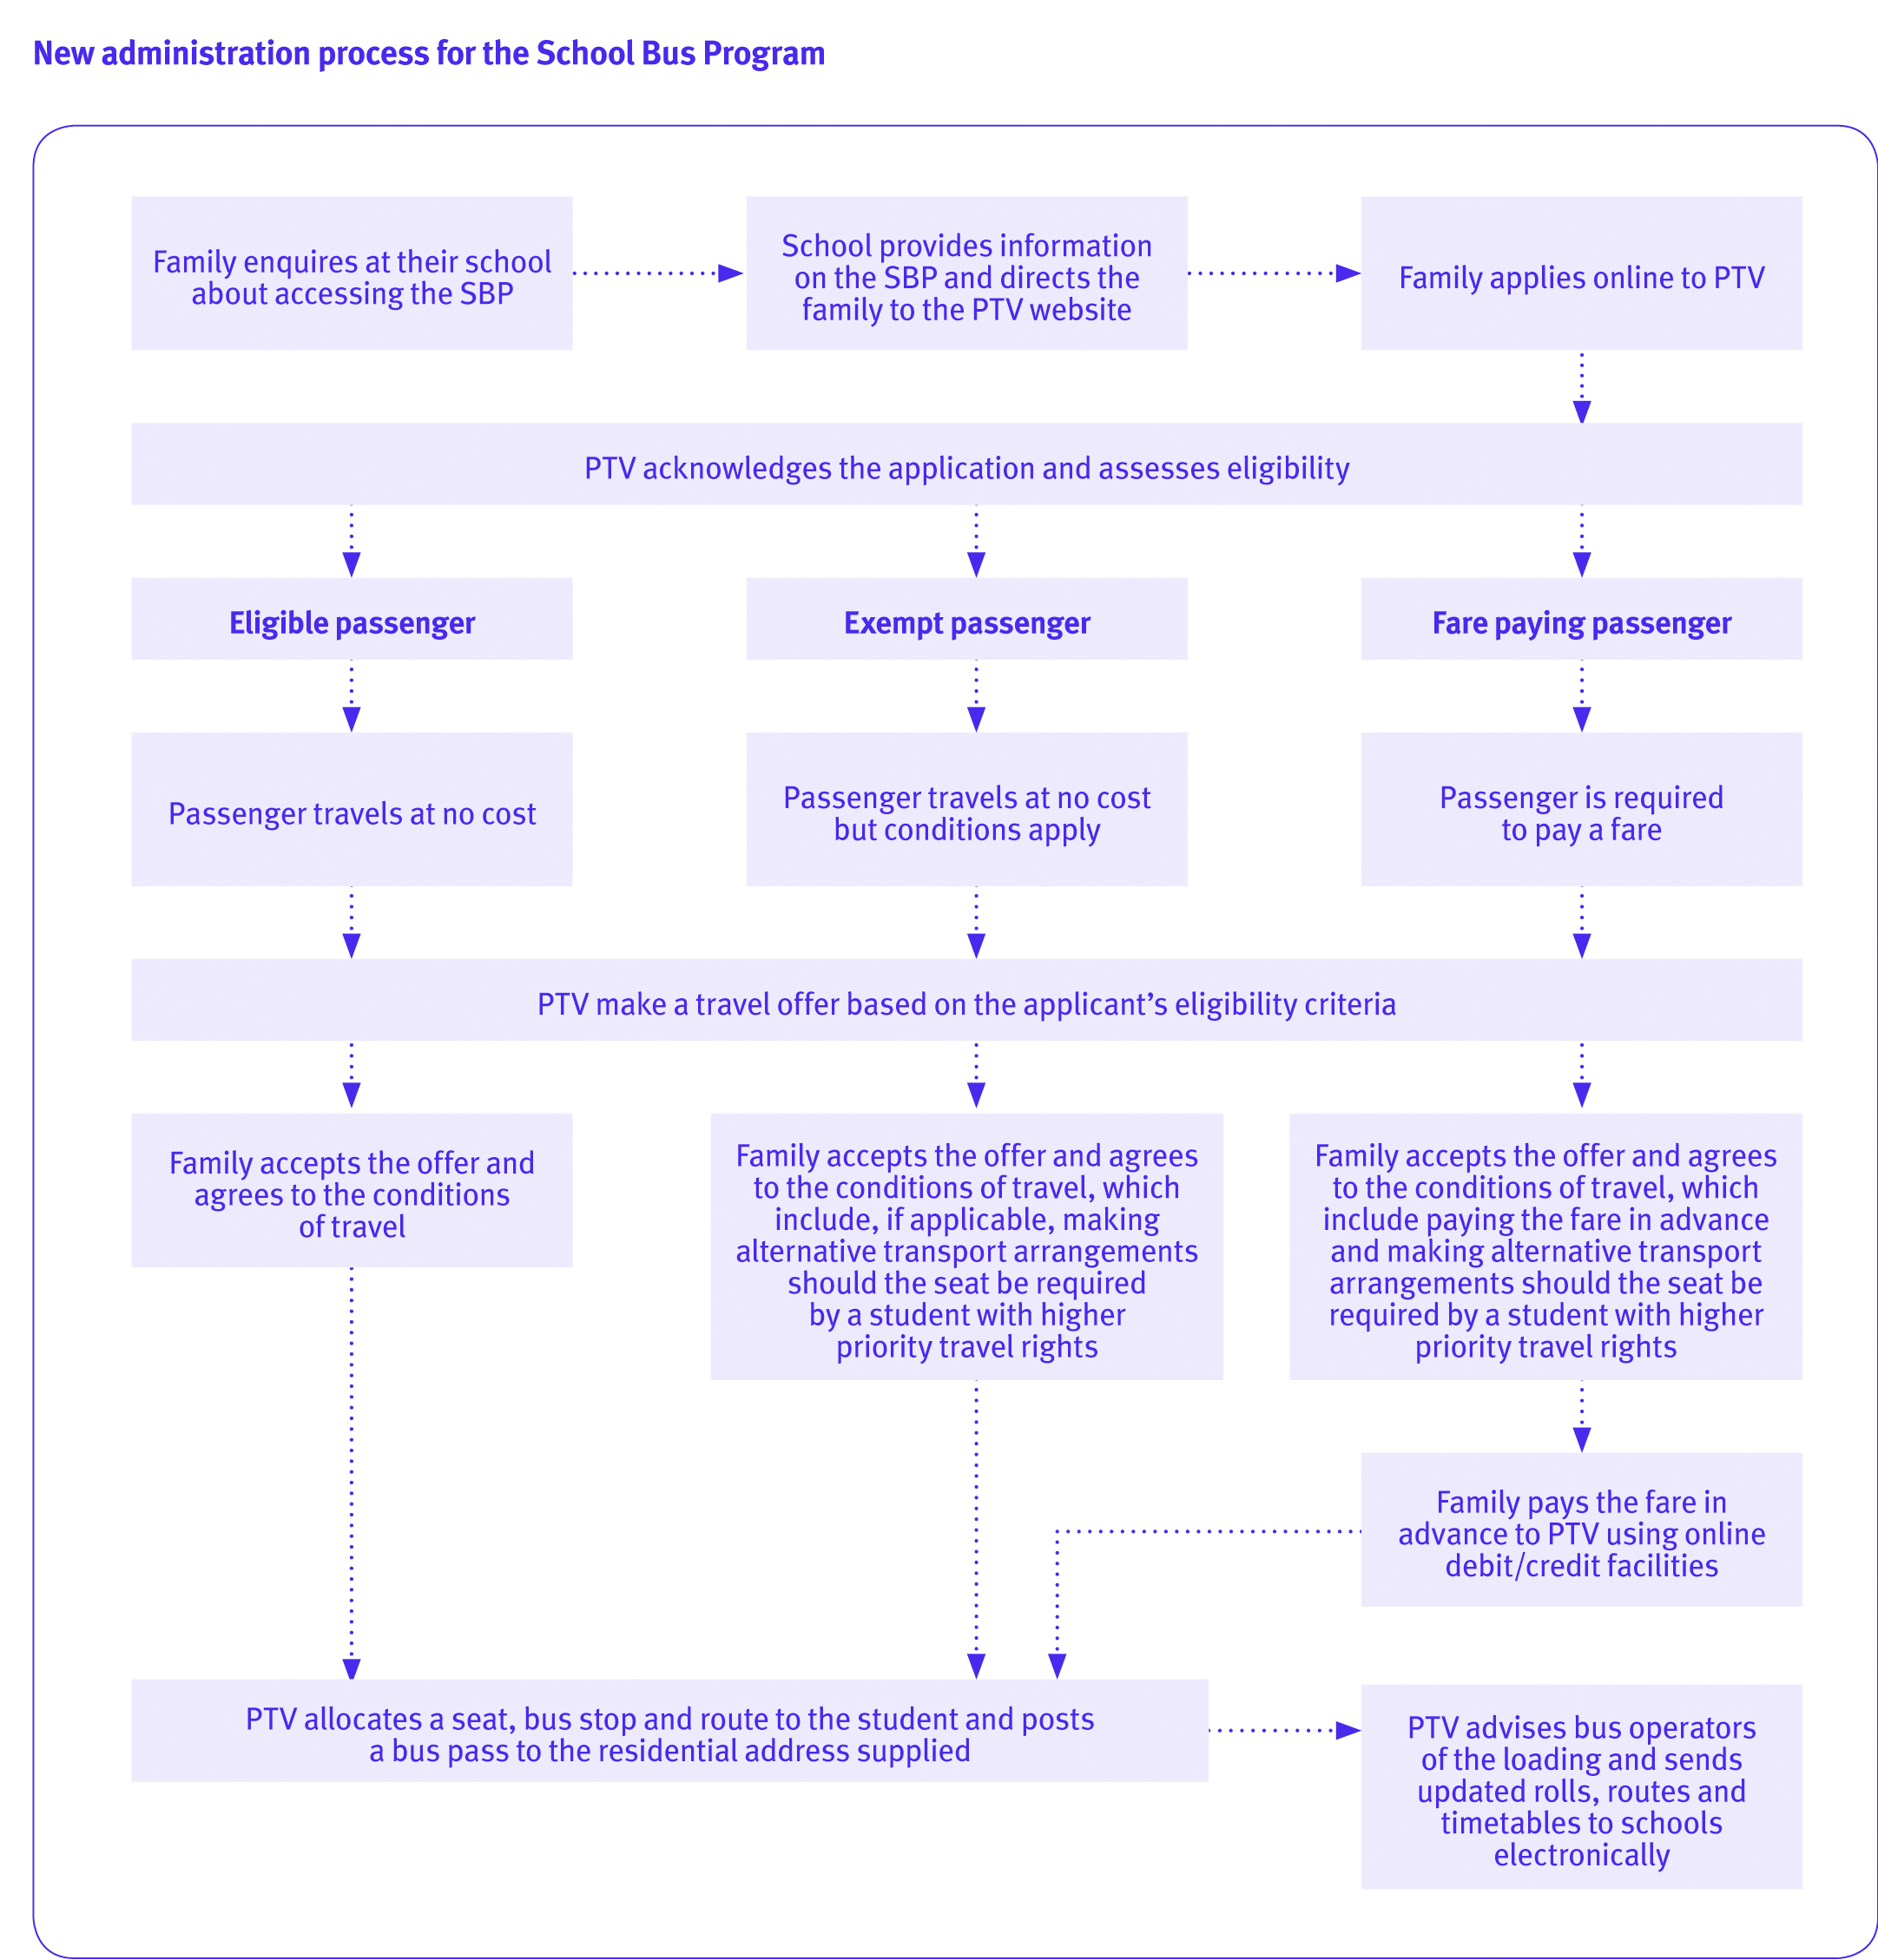 New administration process for the School Bus Program
Family enquires at their school
about accessing the SBP
School provides information
on the SBP and directs the
family to the PTV website
Family applies online to PTV
PTV acknowledges the application and assesses eligibility
Eligible passenger
Exempt passenger
Fare paying passenger
Passenger travels at no cost
Passenger travels at no cost
but conditions apply
Passenger is required
to pay a fare
PTV make a travel offer based on the applicant’s eligibility criteria
Family accepts the offer and
agrees to the conditions
of travel
Family accepts the offer and agrees
to the conditions of travel, which
include, if applicable, making
alternative transport arrangements
should the seat be required
by a student with higher
priority travel rights
Family accepts the offer and agrees
to the conditions of travel, which
include paying the fare in advance
and making alternative transport
arrangements should the seat be
required by a student with higher
priority travel rights
Family pays the fare in
advance to PTV using online
debit/credit facilities
PTV allocates a seat, bus stop and route to the student and posts
a bus pass to the residential address supplied
PTV advises bus operators
of the loading and sends
updated rolls, routes and
timetables to schools
electronically